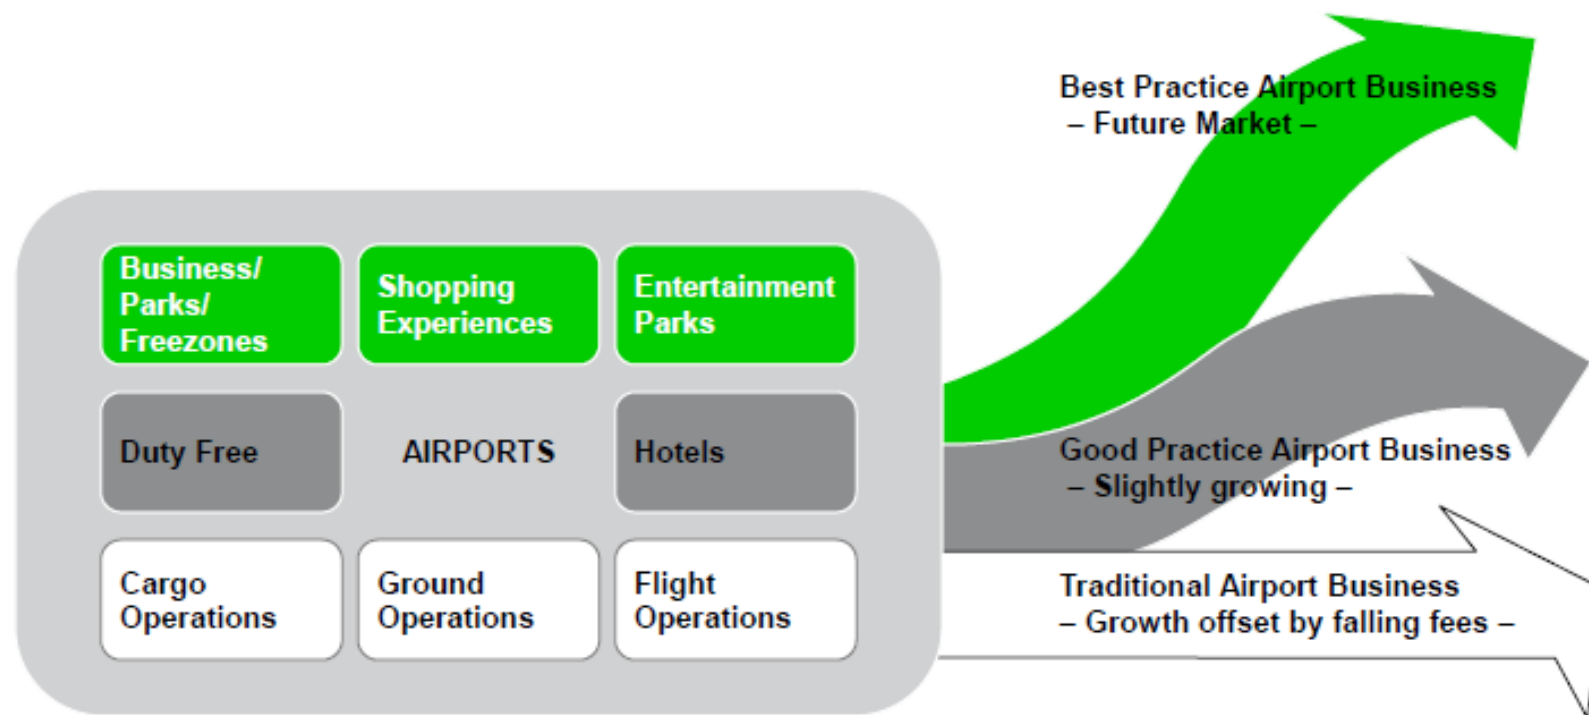 Best Practice Airport Business
– Future Market –
Business/
Parks/
Freezones
Shopping
Experiences
Entertainment
Parks
Duty Free
AIRPORTS
Hotels
Good Practice Airport Business
– Slightly growing –
Cargo
Operations
Ground
Operations
Flight
Operations
Traditional Airport Business
– Growth offset by falling fees –